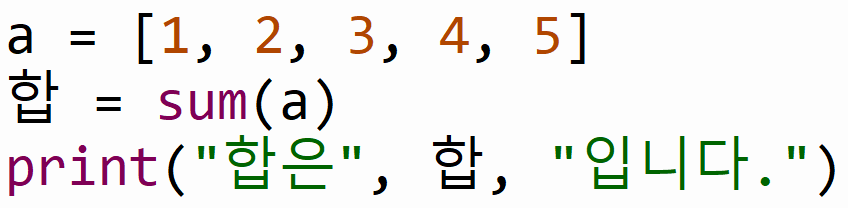 a = [1, 2, 3, 4, 5]
합 = sum(a)
print("합은", 합, "입니다.")